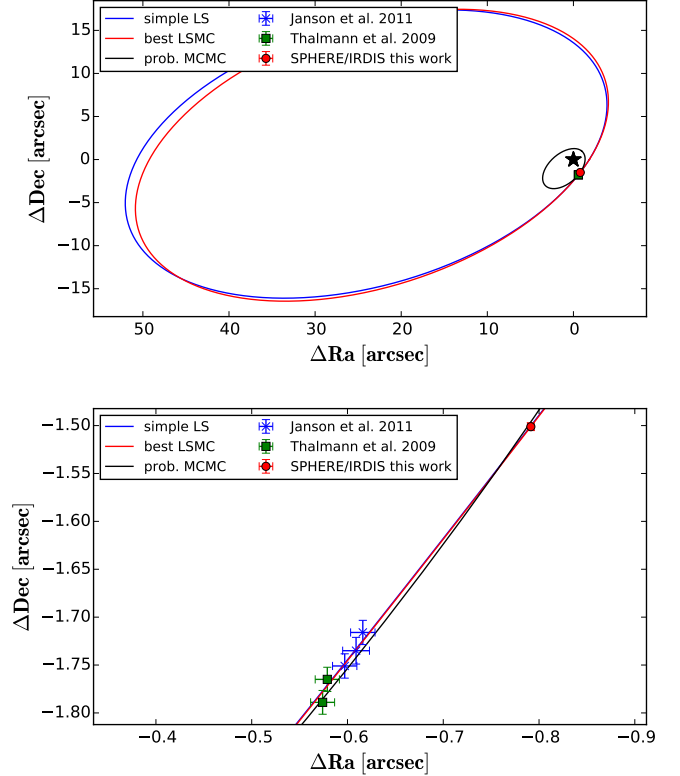 simple LS
best LSMC
prob. MCMC
Janson et al. 2011
Thalmann et al. 2009
SPHERE/IRDIS this work
15
10
5
0
−5
−10
−15
ΔDec [arcsec]
50 40 30 20 10 0
ΔRa [arcsec]
simple LS
best LSMC
prob. MCMC
Janson et al. 2011
Thalmann et al. 2009
SPHERE/IRDIS this work
−1.50
−1.55
−1.60
−1.65
−1.70
−1.75
−1.80
ΔDec [arcsec]
−0.4 −0.5 −0.6 −0.7 −0.8 −0.9
ΔRa [arcsec]